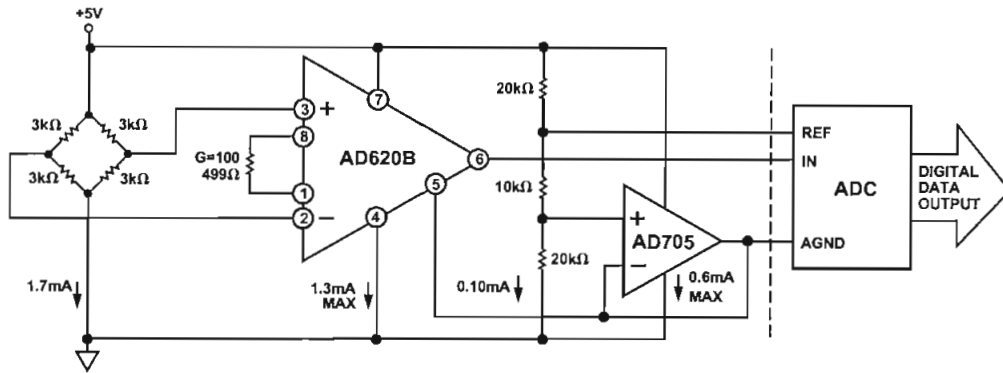 +5V
3kΩ
3kΩ
3kΩ
3kΩ
1.7mA
G=100
499Ω
3
8
1
2
+
−
7
AD620B
6
5
4
1.3mA
MAX
20kΩ
10kΩ
20kΩ
0.10mA
+
AD705
−
0.6mA
MAX
REF
IN
ADC
AGND
DIGITAL
DATA
OUTPUT